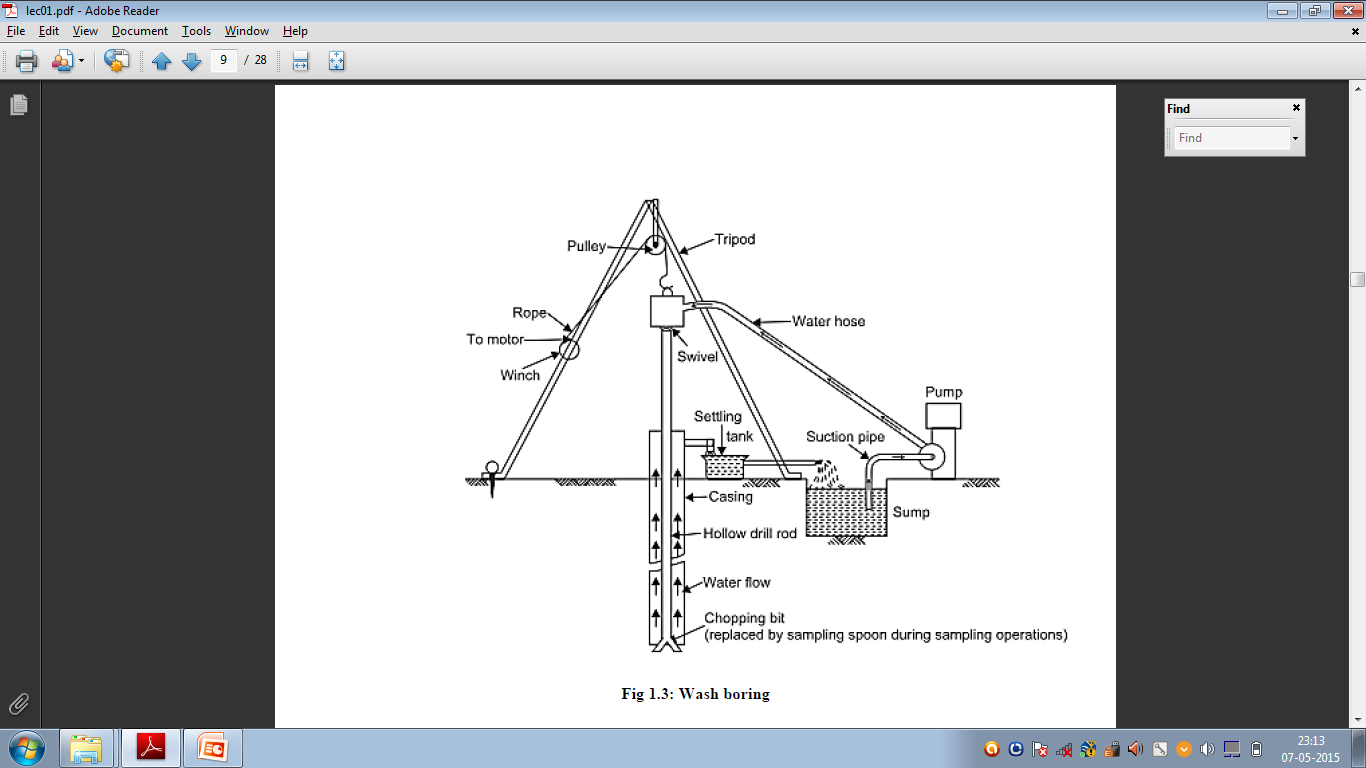 lec01.pdf - Adobe Reader
File Edit View Document Tools Window Help
9 / 28
Find
Find
Pulley
Tripod
Rope
To motor
Winch
Water hose
Swivel
Pump
Settling
tank
Suction pipe
Casing
Sump
Hollow drill rod
Water flow
Chopping bit
(replaced by sampling spoon during sampling operations)
Fig 1.3: Wash boring
23:13
07-05-2015